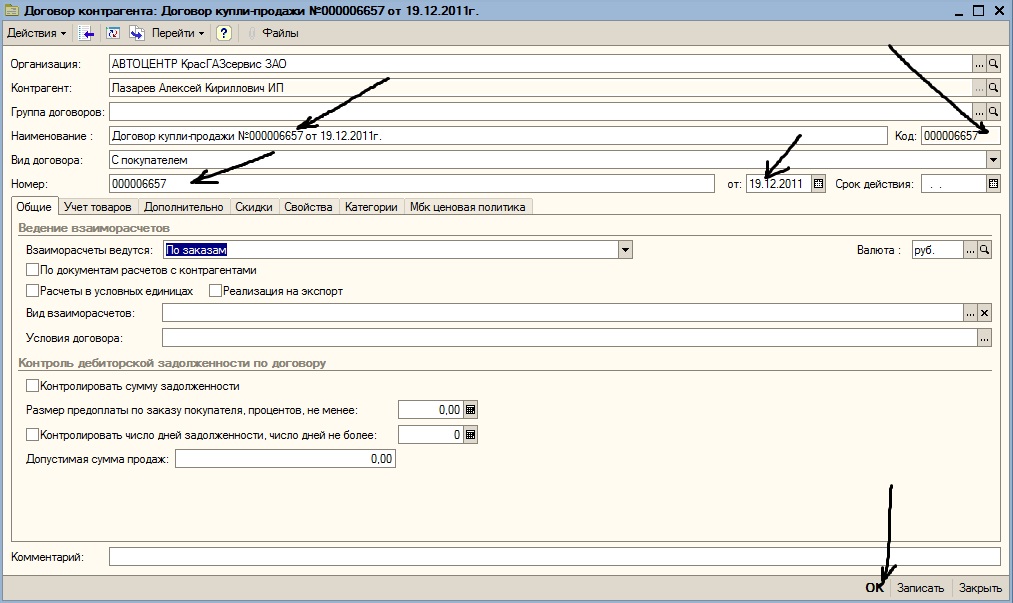 Договор контрагента: Договор купли-продажи №000006657 от 19.12.2011г.
Действия Перейти ? Файлы
Организация: АВТОЦЕНТР КрасГАЗсервис ЗАО ...
Контрагент: Лазарев Алексей Кириллович ИП ...
Группа договоров: ...
Наименование : Договор купли-продажи №000006657 от 19.12.2011г. Код: 000006657
Вид договора: С покупателем
Номер: 000006657 от: 19.12.2011 Срок действия: . .
Общие Учет товаров Дополнительно Скидки Свойства Категории Мбк ценовая политика
Ведение взаиморасчетов
Взаиморасчеты ведутся: По заказам Валюта : руб. ...
По документам расчетов с контрагентами
Расчеты в условных единицах Реализация на экспорт
Вид взаиморасчетов: ... x
Условия договора: ...
Контроль дебиторской задолженности по договору
Контролировать сумму задолженности
Размер предоплаты по заказу покупателя, процентов, не менее: 0,00
Контролировать число дней задолженности, число дней не более: 0
Допустимая сумма продаж: 0,00
Комментарий:
OK Записать Закрыть